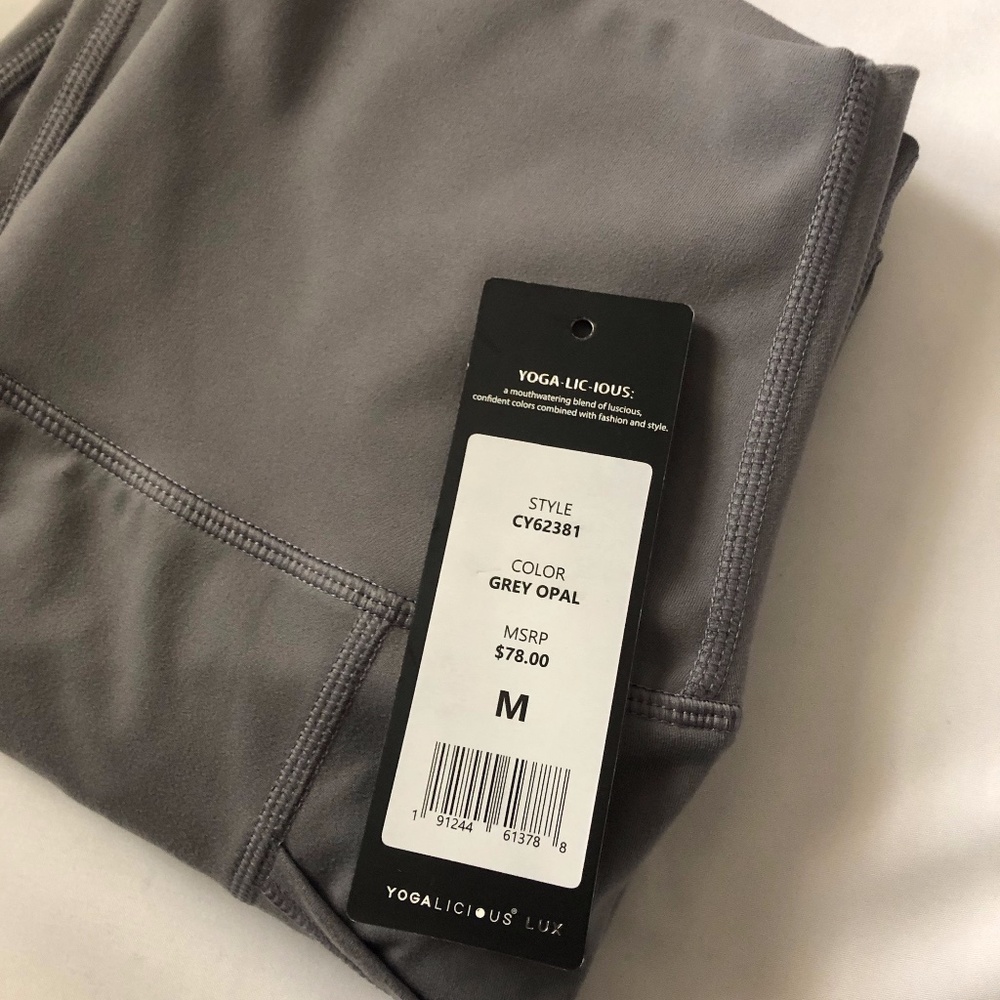 YOGA-LIC-IOUS:
a mouthwatering blend of luscious,
confident colors combined with fashion and style.
STYLE
CY62381
COLOR
GREY OPAL
MSRP
$78.00
M
1 91244 61378 8
YOGALICIOUS® LUX